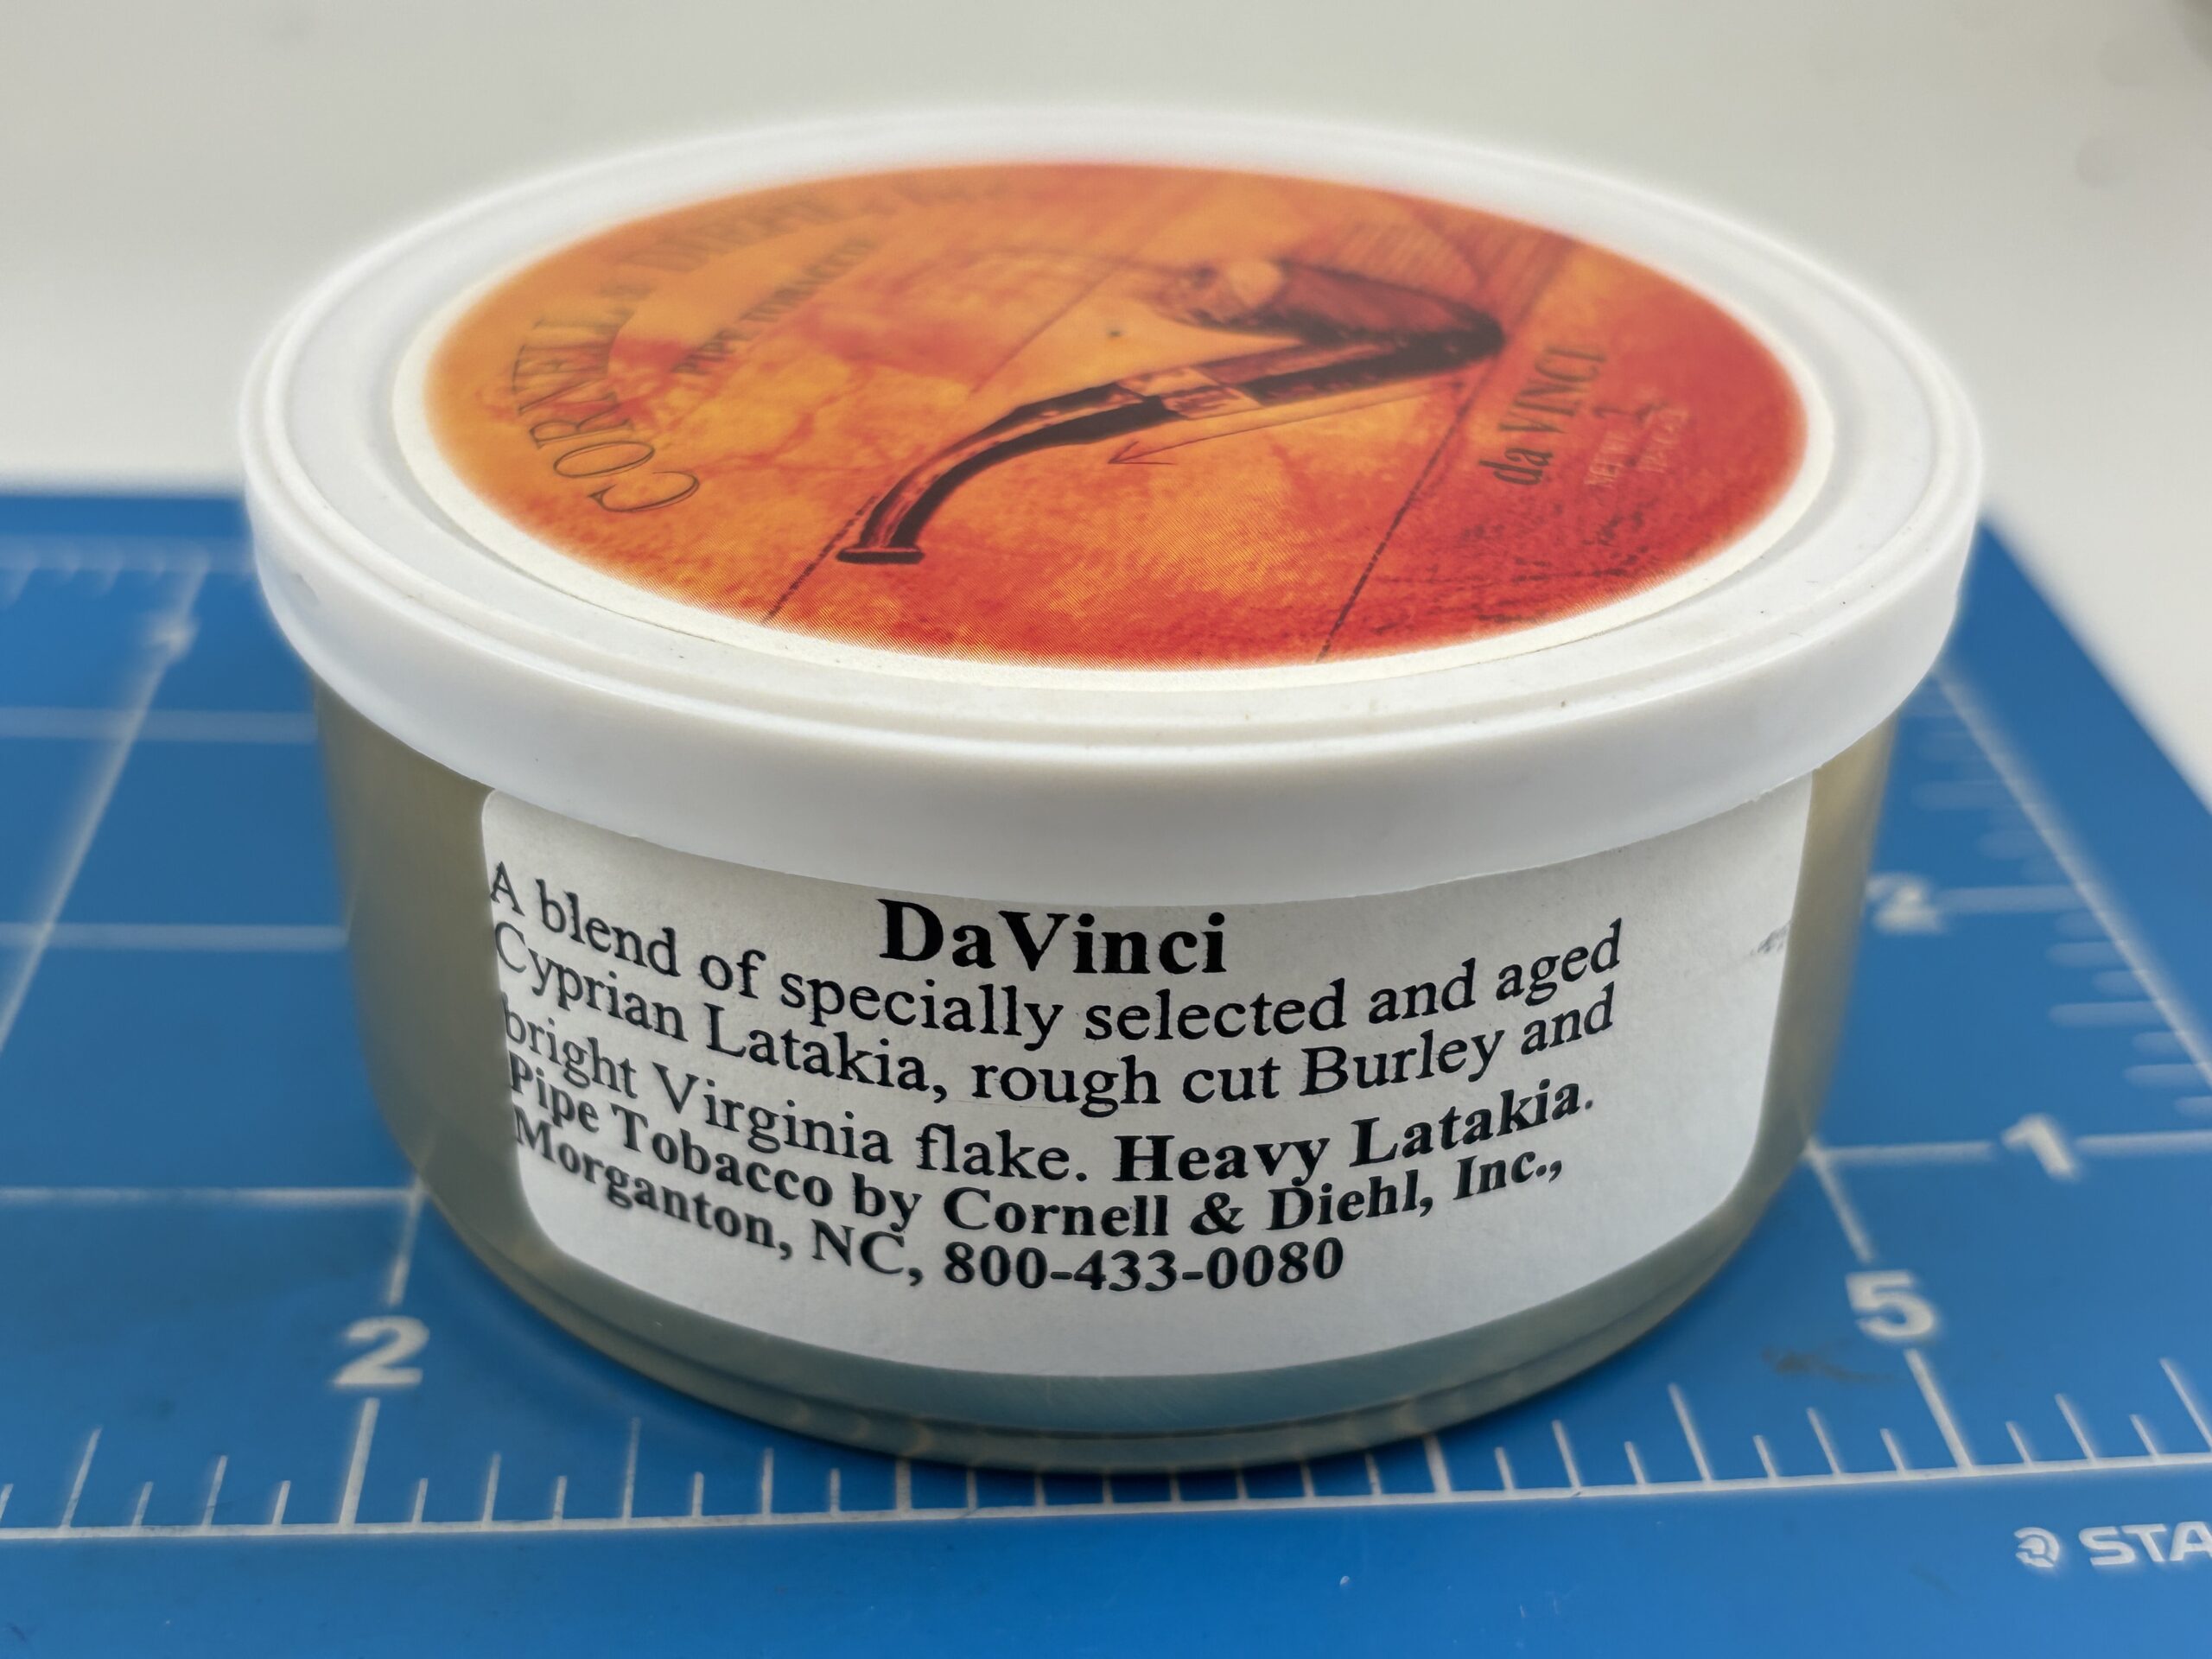 CORNELL & DIEHL
PIPE TOBACCO
da VINCI
DaVinci
A blend of specially selected and aged
Cyprian Latakia, rough cut Burley and
bright Virginia flake. Heavy Latakia.
Pipe Tobacco by Cornell & Diehl, Inc.,
Morganton, NC, 800-433-0080
2
1
2
5
STA